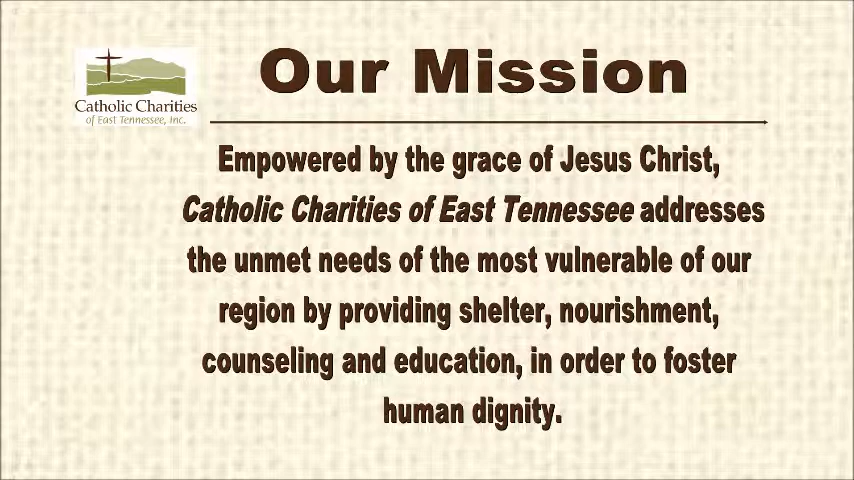 Our Mission
Catholic Charities
of East Tennessee, Inc.
Empowered by the grace of Jesus Christ,
Catholic Charities of East Tennessee addresses
the unmet needs of the most vulnerable of our
region by providing shelter, nourishment,
counseling and education, in order to foster
human dignity.